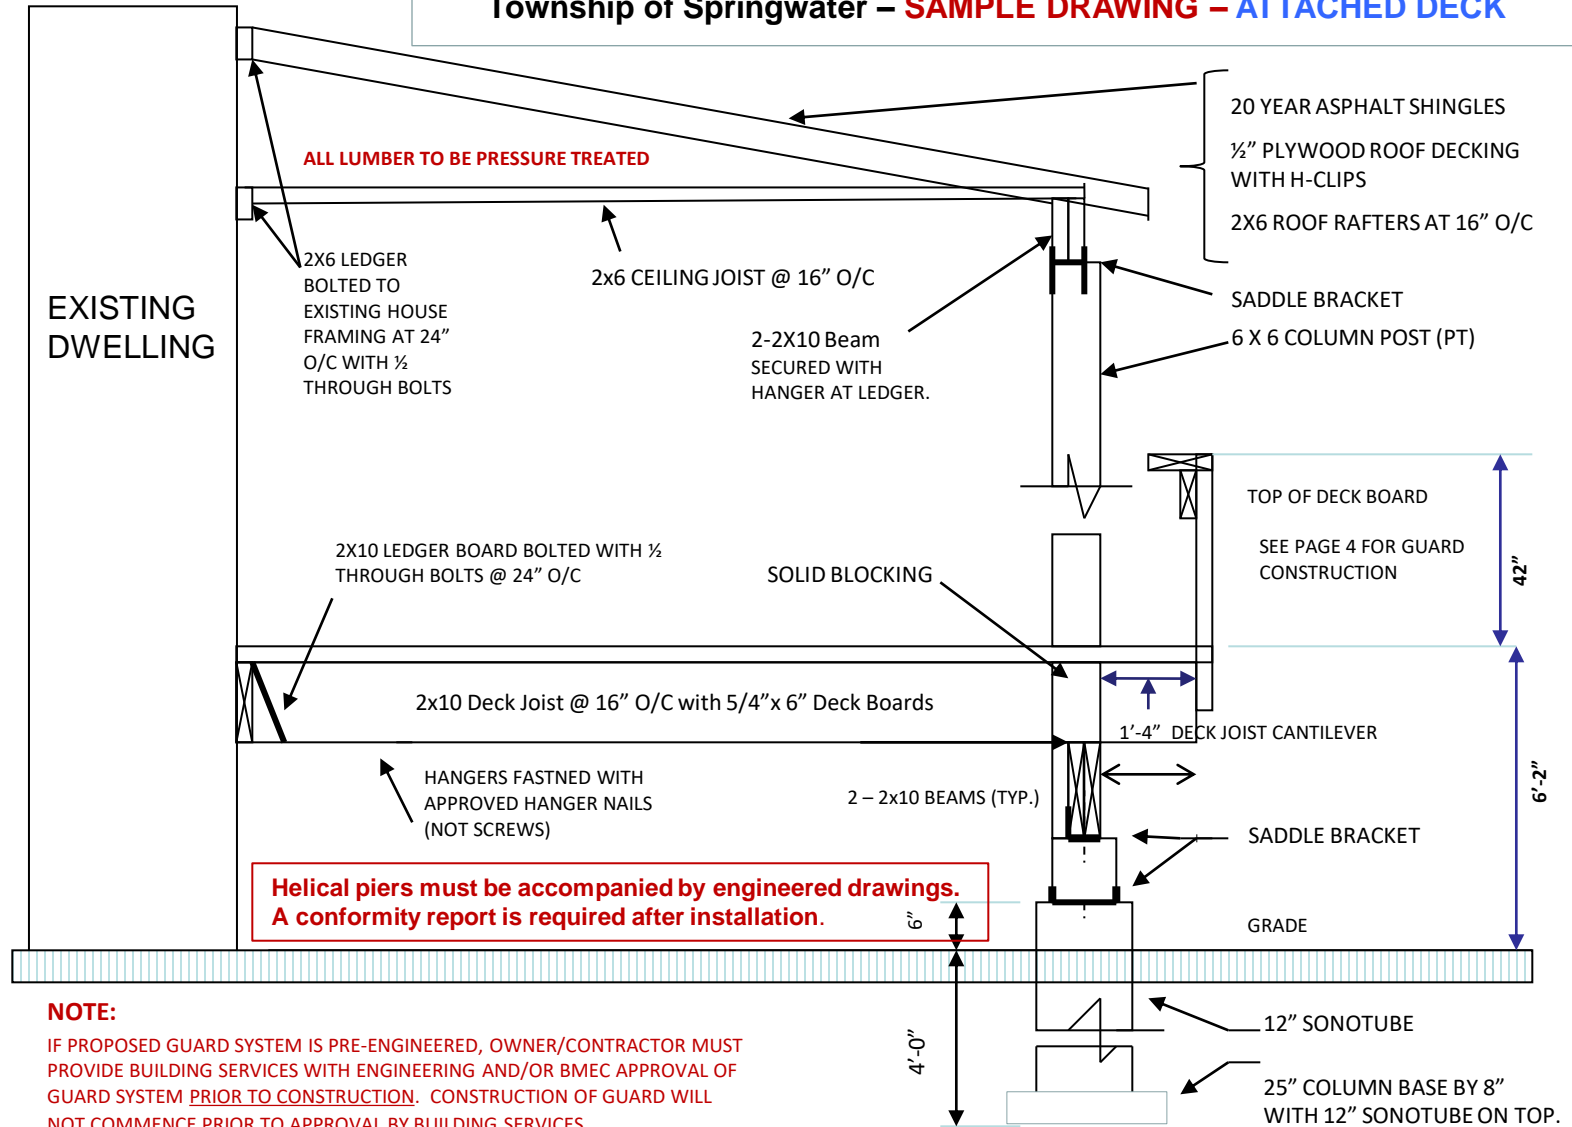 Township of Springwater – SAMPLE DRAWING – ATTACHED DECK
20 YEAR ASPHALT SHINGLES
½” PLYWOOD ROOF DECKING
WITH H-CLIPS
2X6 ROOF RAFTERS AT 16” O/C
ALL LUMBER TO BE PRESSURE TREATED
2X6 LEDGER
BOLTED TO
EXISTING HOUSE
FRAMING AT 24”
O/C WITH ½
THROUGH BOLTS
2x6 CEILING JOIST @ 16” O/C
SADDLE BRACKET
6 X 6 COLUMN POST (PT)
EXISTING
DWELLING
2-2X10 Beam
SECURED WITH
HANGER AT LEDGER.
TOP OF DECK BOARD
SEE PAGE 4 FOR GUARD
CONSTRUCTION
42”
2X10 LEDGER BOARD BOLTED WITH ½
THROUGH BOLTS @ 24” O/C
SOLID BLOCKING
2x10 Deck Joist @ 16” O/C with 5/4”x 6” Deck Boards
1’-4” DECK JOIST CANTILEVER
HANGERS FASTNED WITH
APPROVED HANGER NAILS
(NOT SCREWS)
2 – 2x10 BEAMS (TYP.)
6’-2”
SADDLE BRACKET
Helical piers must be accompanied by engineered drawings.
A conformity report is required after installation.
6”
GRADE
NOTE:
IF PROPOSED GUARD SYSTEM IS PRE-ENGINEERED, OWNER/CONTRACTOR MUST
PROVIDE BUILDING SERVICES WITH ENGINEERING AND/OR BMEC APPROVAL OF
GUARD SYSTEM PRIOR TO CONSTRUCTION. CONSTRUCTION OF GUARD WILL
NOT COMMENCE PRIOR TO APPROVAL BY BUILDING SERVICES
4’-0”
12” SONOTUBE
25” COLUMN BASE BY 8”
WITH 12” SONOTUBE ON TOP.